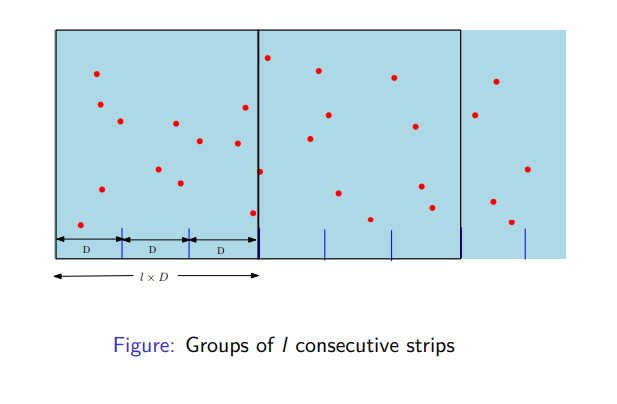 D D D
l × D
Figure: Groups of l consecutive strips